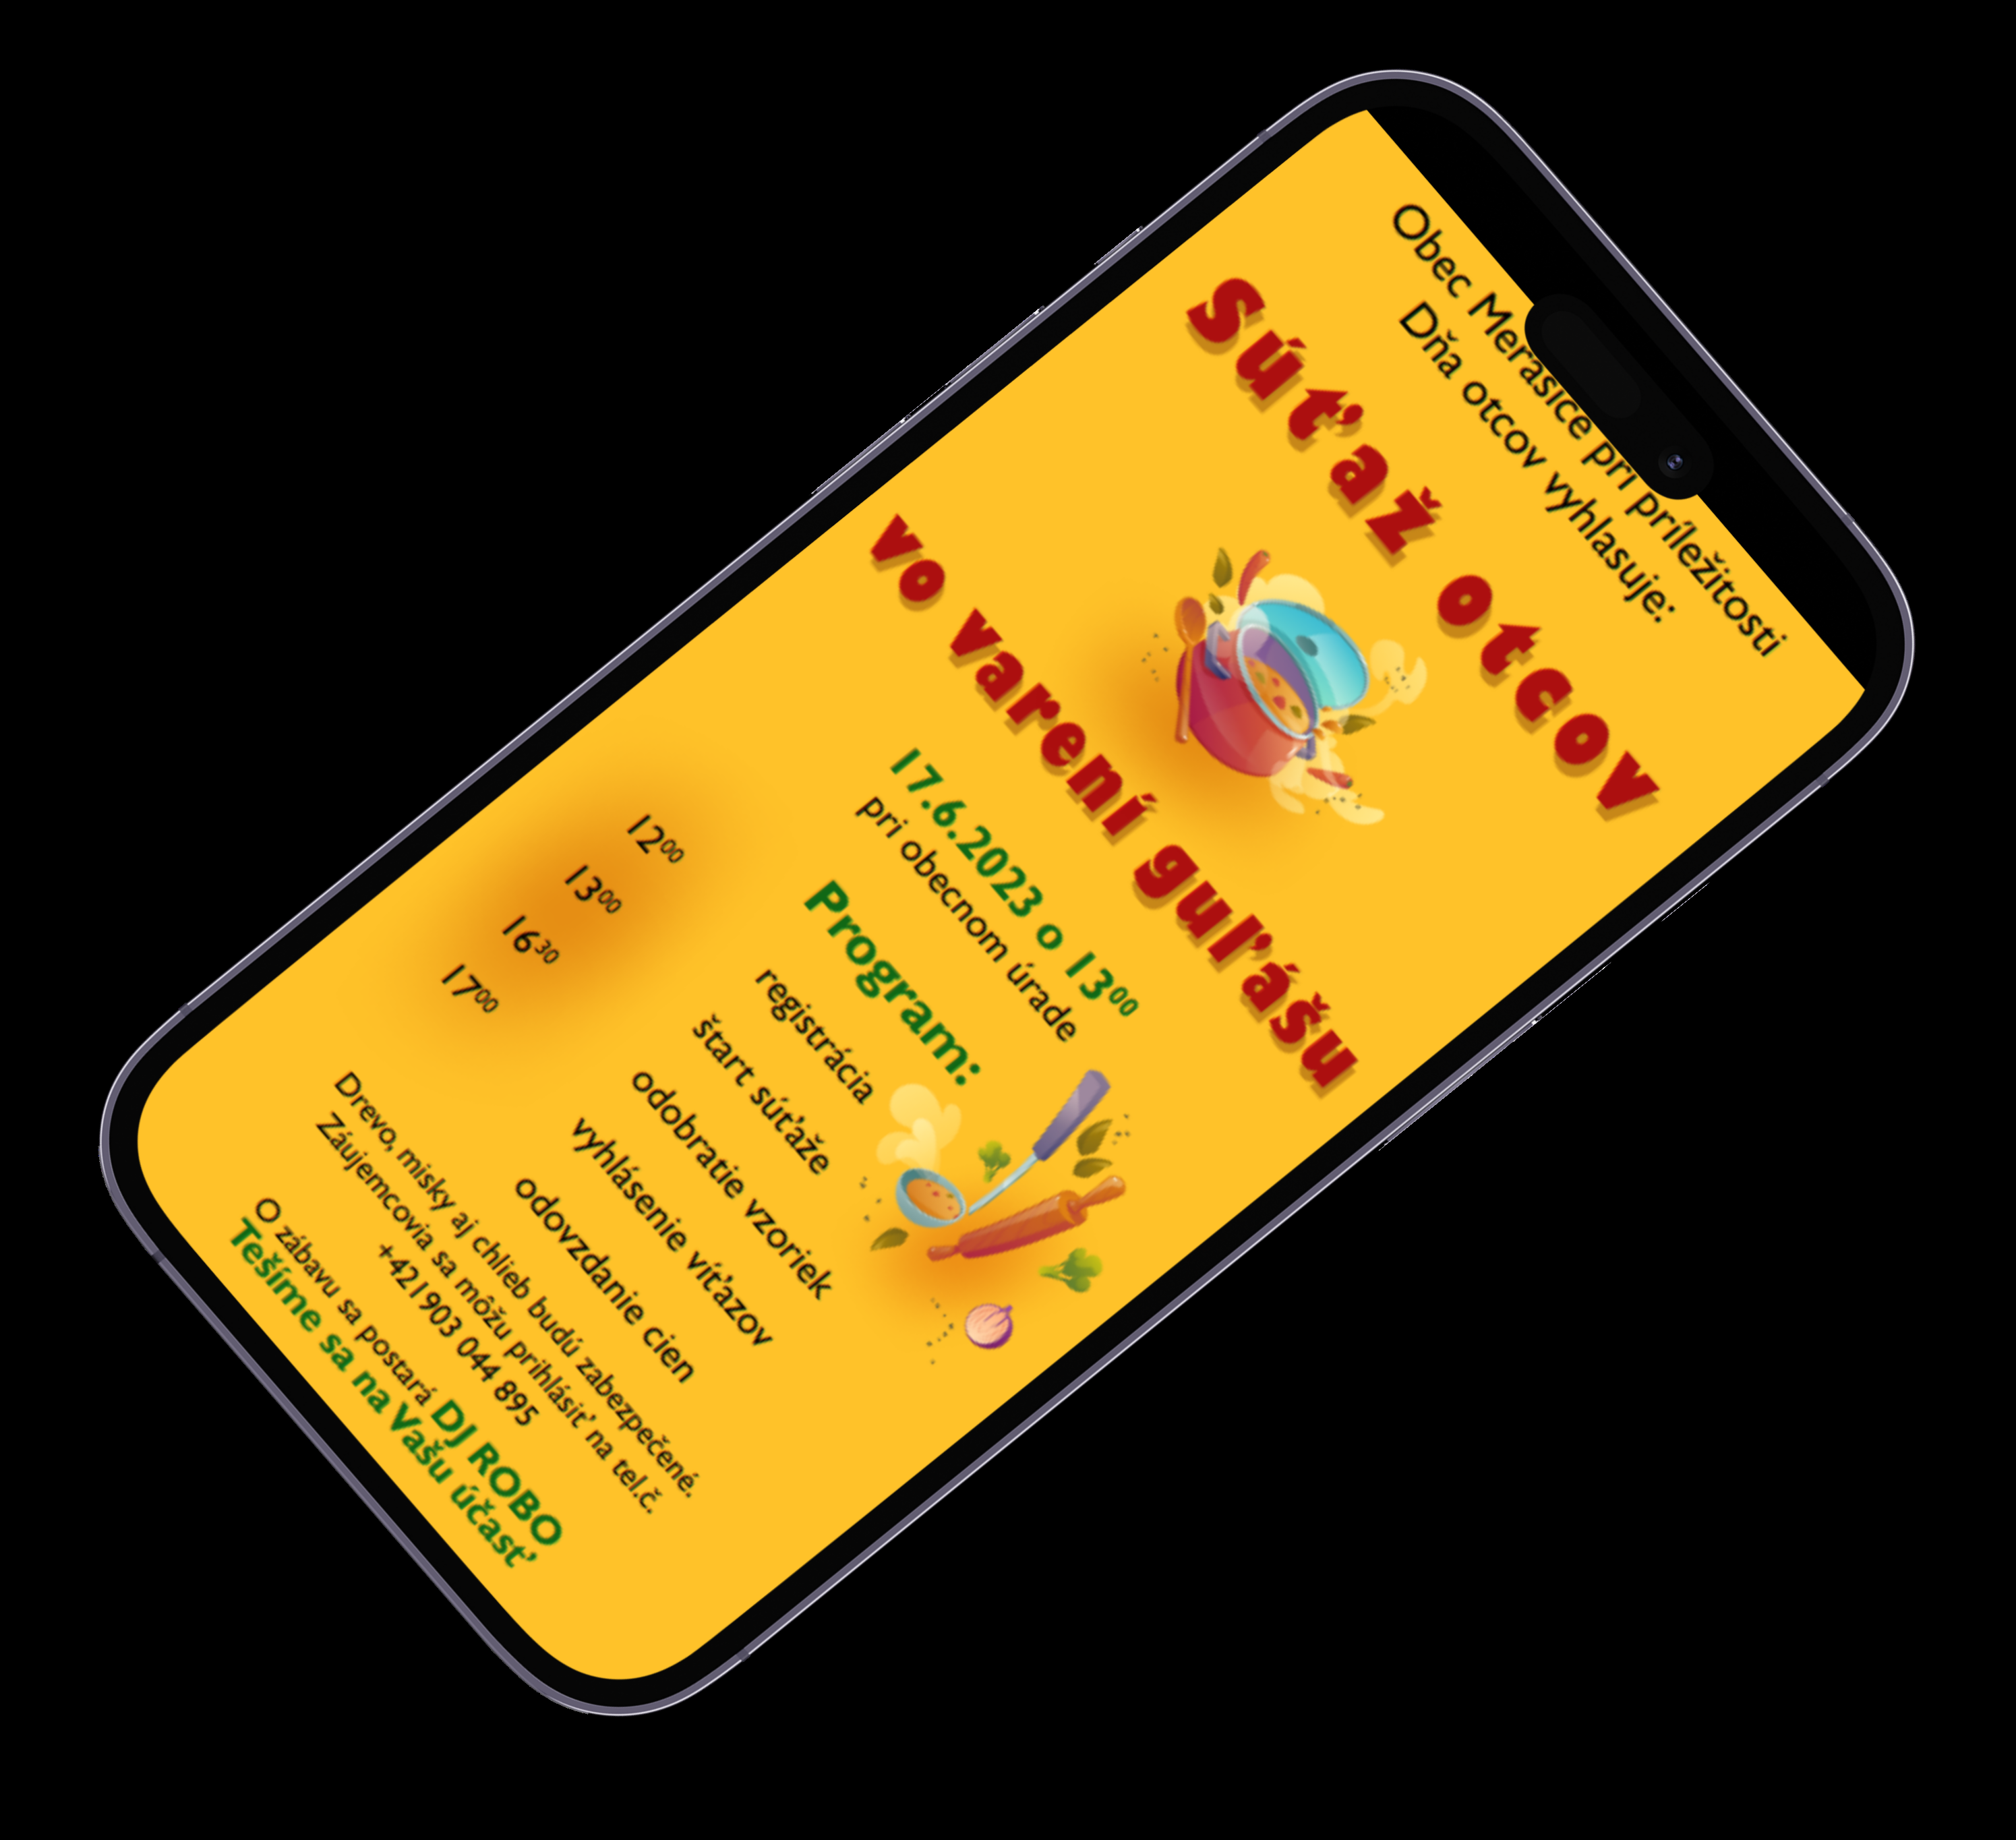 Obec Merašice pri príležitosti
Dňa otcov vyhlasuje:
Súťaž otcov
vo varení guľášu
17.6.2023 o 13⁰⁰
pri obecnom úrade
Program:
12⁰⁰ registrácia
13⁰⁰ štart súťaže
16³⁰ odobratie vzoriek
17⁰⁰ vyhlásenie víťazov
odovzdanie cien
Drevo, misky aj chlieb budú zabezpečené.
Záujemcovia sa môžu prihlásiť na tel.č.
+421903 044 895
O zábavu sa postará DJ ROBO
Tešíme sa na Vašu účasť